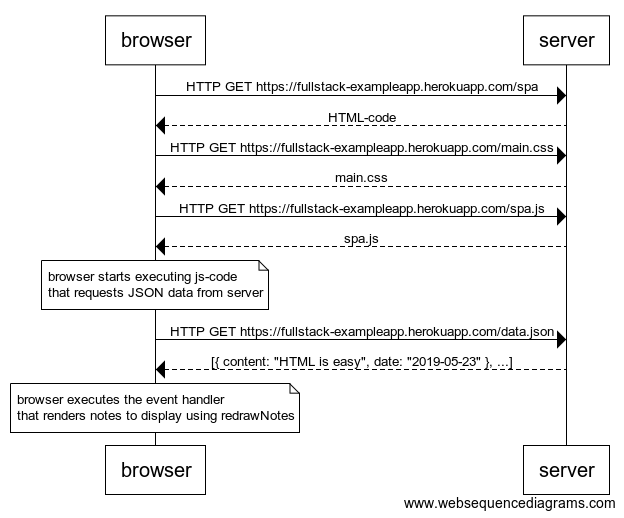 browser
server
HTTP GET https://fullstack-exampleapp.herokuapp.com/spa
HTML-code
HTTP GET https://fullstack-exampleapp.herokuapp.com/main.css
main.css
HTTP GET https://fullstack-exampleapp.herokuapp.com/spa.js
spa.js
browser starts executing js-code
that requests JSON data from server
HTTP GET https://fullstack-exampleapp.herokuapp.com/data.json
[{ content: "HTML is easy", date: "2019-05-23" }, ...]
browser executes the event handler
that renders notes to display using redrawNotes
browser
server
www.websequencediagrams.com